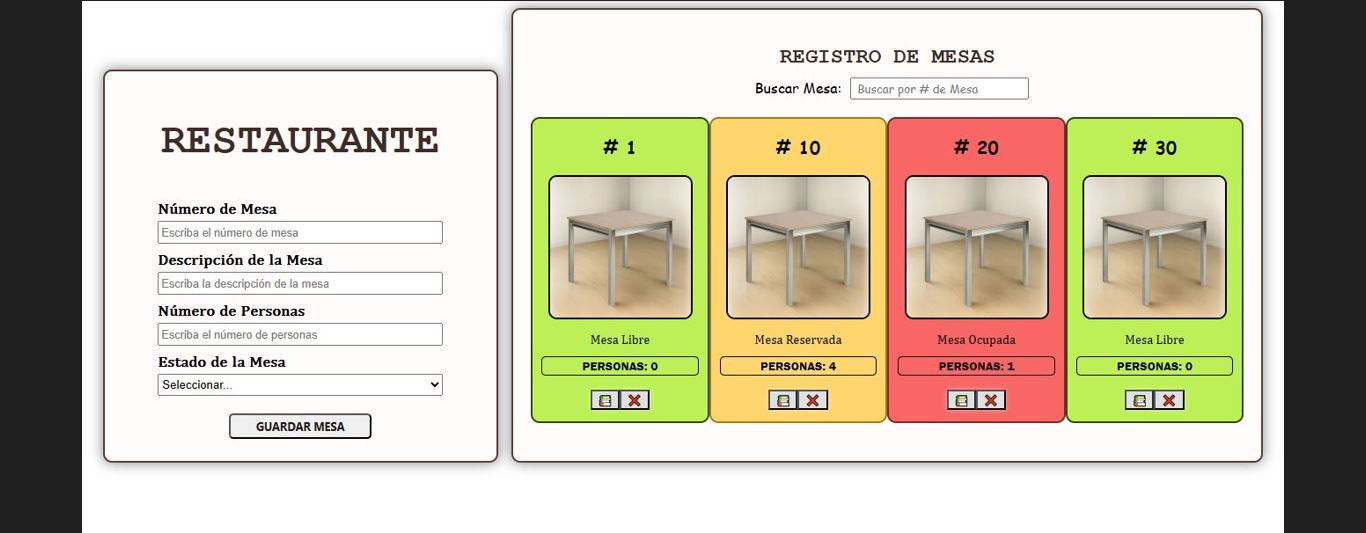 RESTAURANTE
Número de Mesa
Escriba el número de mesa
Descripción de la Mesa
Escriba la descripción de la mesa
Número de Personas
Escriba el número de personas
Estado de la Mesa
Seleccionar...
GUARDAR MESA
REGISTRO DE MESAS
Buscar Mesa: Buscar por # de Mesa
# 1
Mesa Libre
PERSONAS: 0
# 10
Mesa Reservada
PERSONAS: 4
# 20
Mesa Ocupada
PERSONAS: 1
# 30
Mesa Libre
PERSONAS: 0